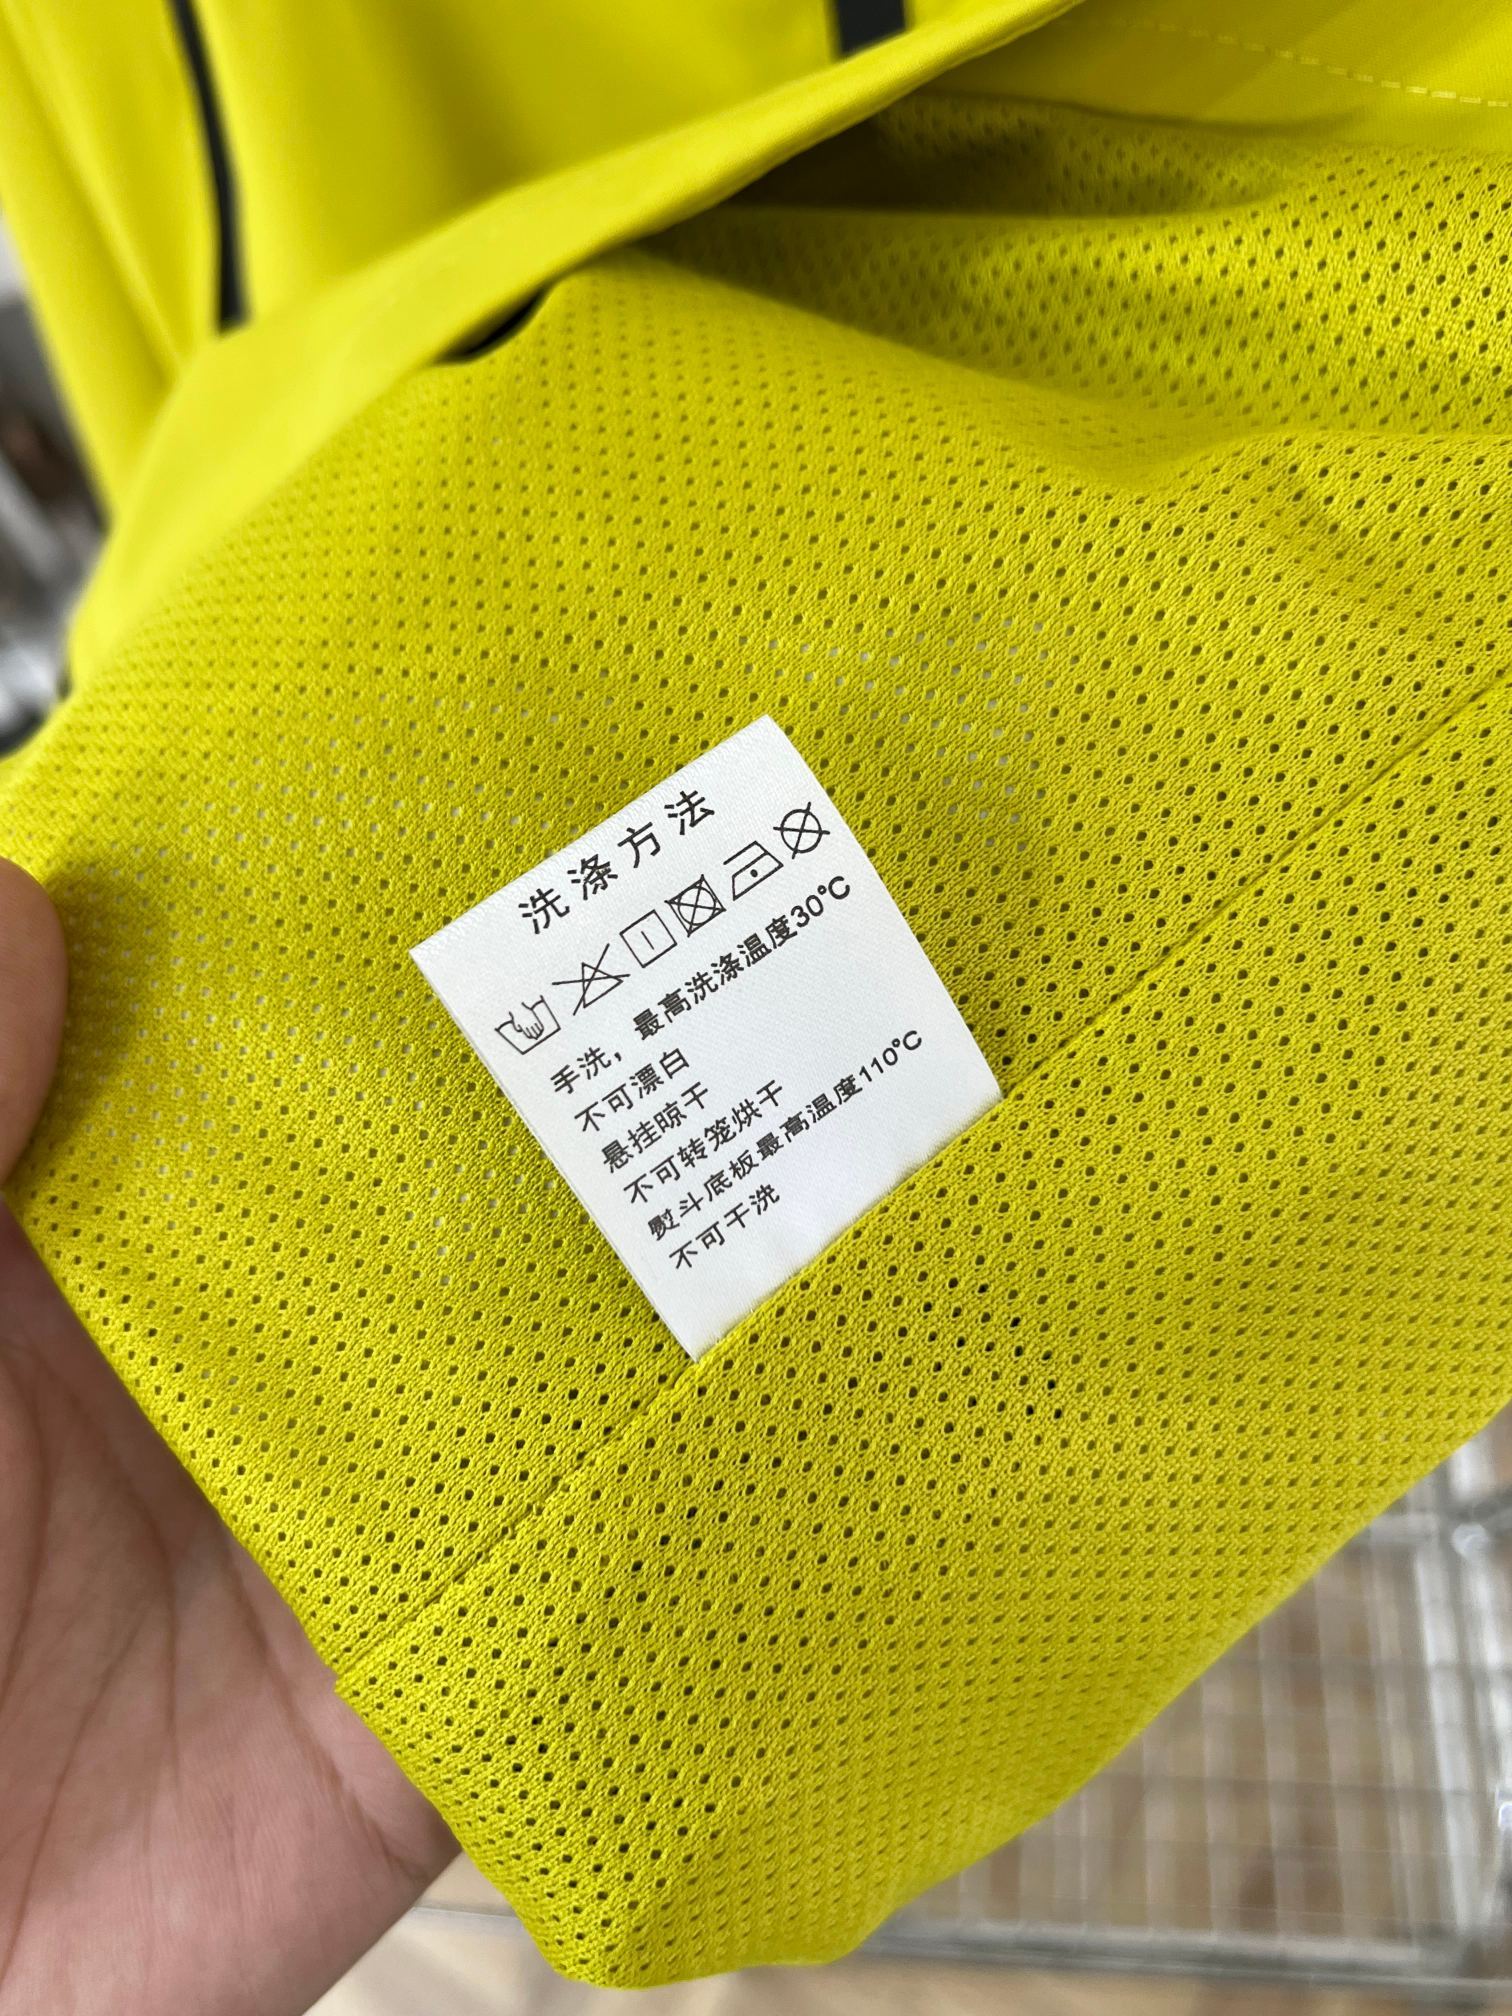 洗涤方法
手洗，最高洗涤温度30℃
不可漂白
悬挂晾干
不可转笼烘干
熨斗底板最高温度110℃
不可干洗